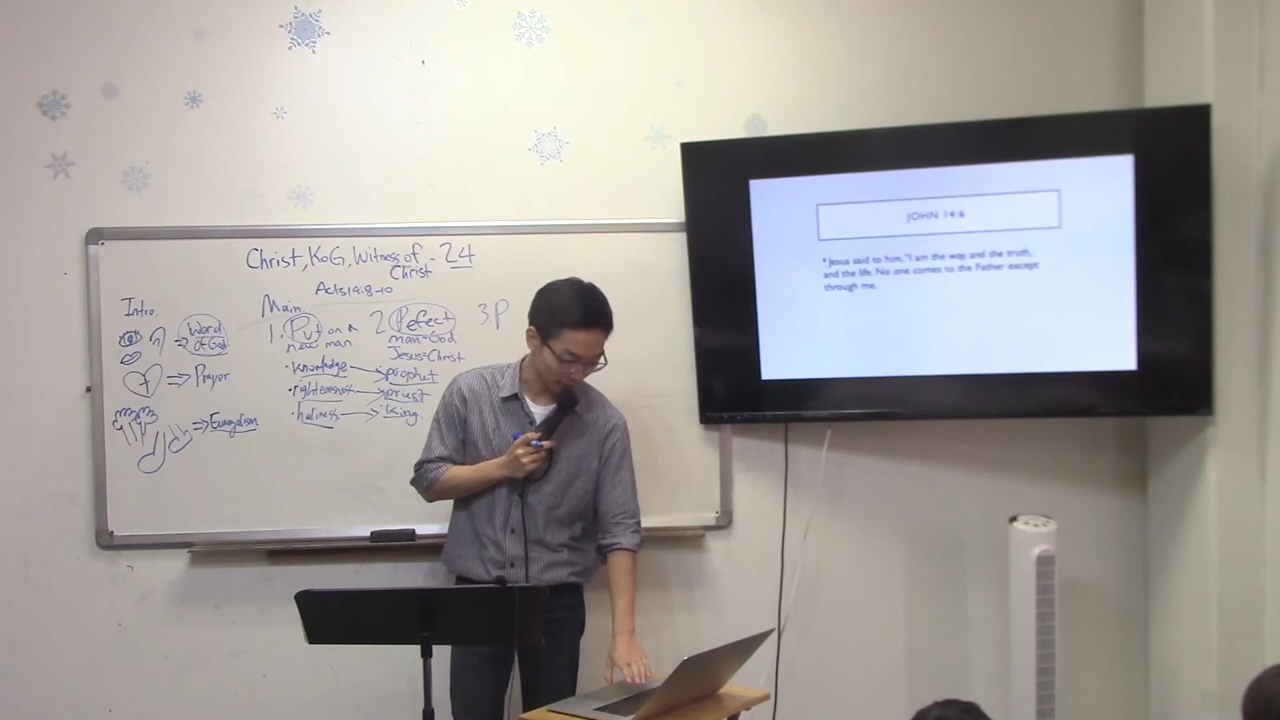 Christ, KoG, Witness of - 24
Christ
Acts 19:8-10
Intro.
Word
of God
⇒ Prayer
⇒ Evangelism
Main.
1. Put on a
new man.
• knowledge → prophet
• righteousness → priest
• holiness → king.
2. Pefect
man=God
Jesus=Christ
3. P
JOHN 14:6
6 Jesus said to him, "I am the way, and the truth,
and the life. No one comes to the Father except
through me.